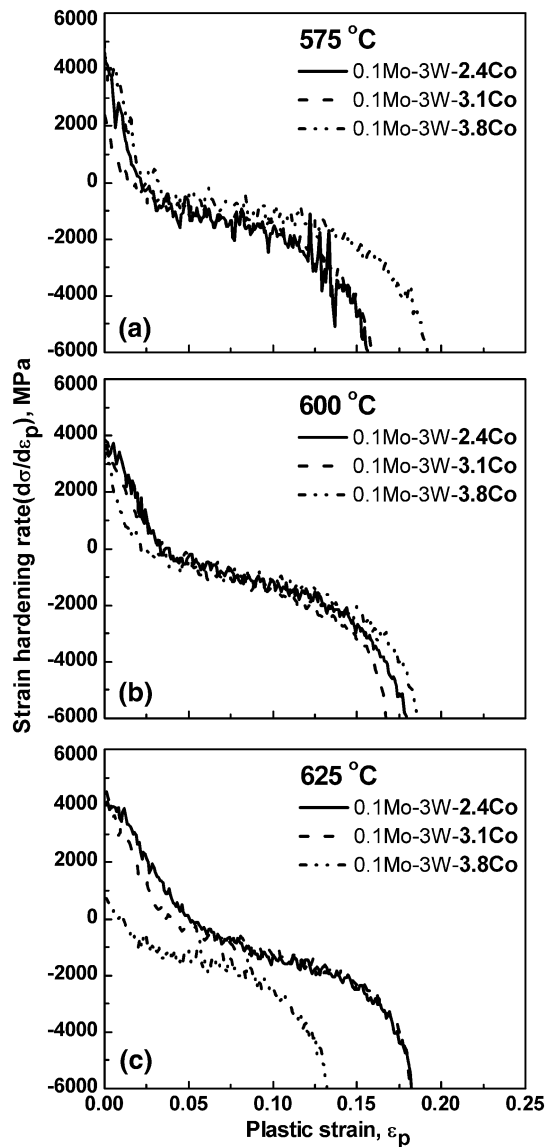 6000
4000
2000
0
-2000
-4000
-6000
575 °C
0.1Mo-3W-2.4Co
0.1Mo-3W-3.1Co
0.1Mo-3W-3.8Co
(a)
6000
4000
2000
0
-2000
-4000
-6000
600 °C
0.1Mo-3W-2.4Co
0.1Mo-3W-3.1Co
0.1Mo-3W-3.8Co
(b)
Strain hardening rate(dσ/dεp), MPa
6000
4000
2000
0
-2000
-4000
-6000
625 °C
0.1Mo-3W-2.4Co
0.1Mo-3W-3.1Co
0.1Mo-3W-3.8Co
(c)
0.00 0.05 0.10 0.15 0.20 0.25
Plastic strain, εp